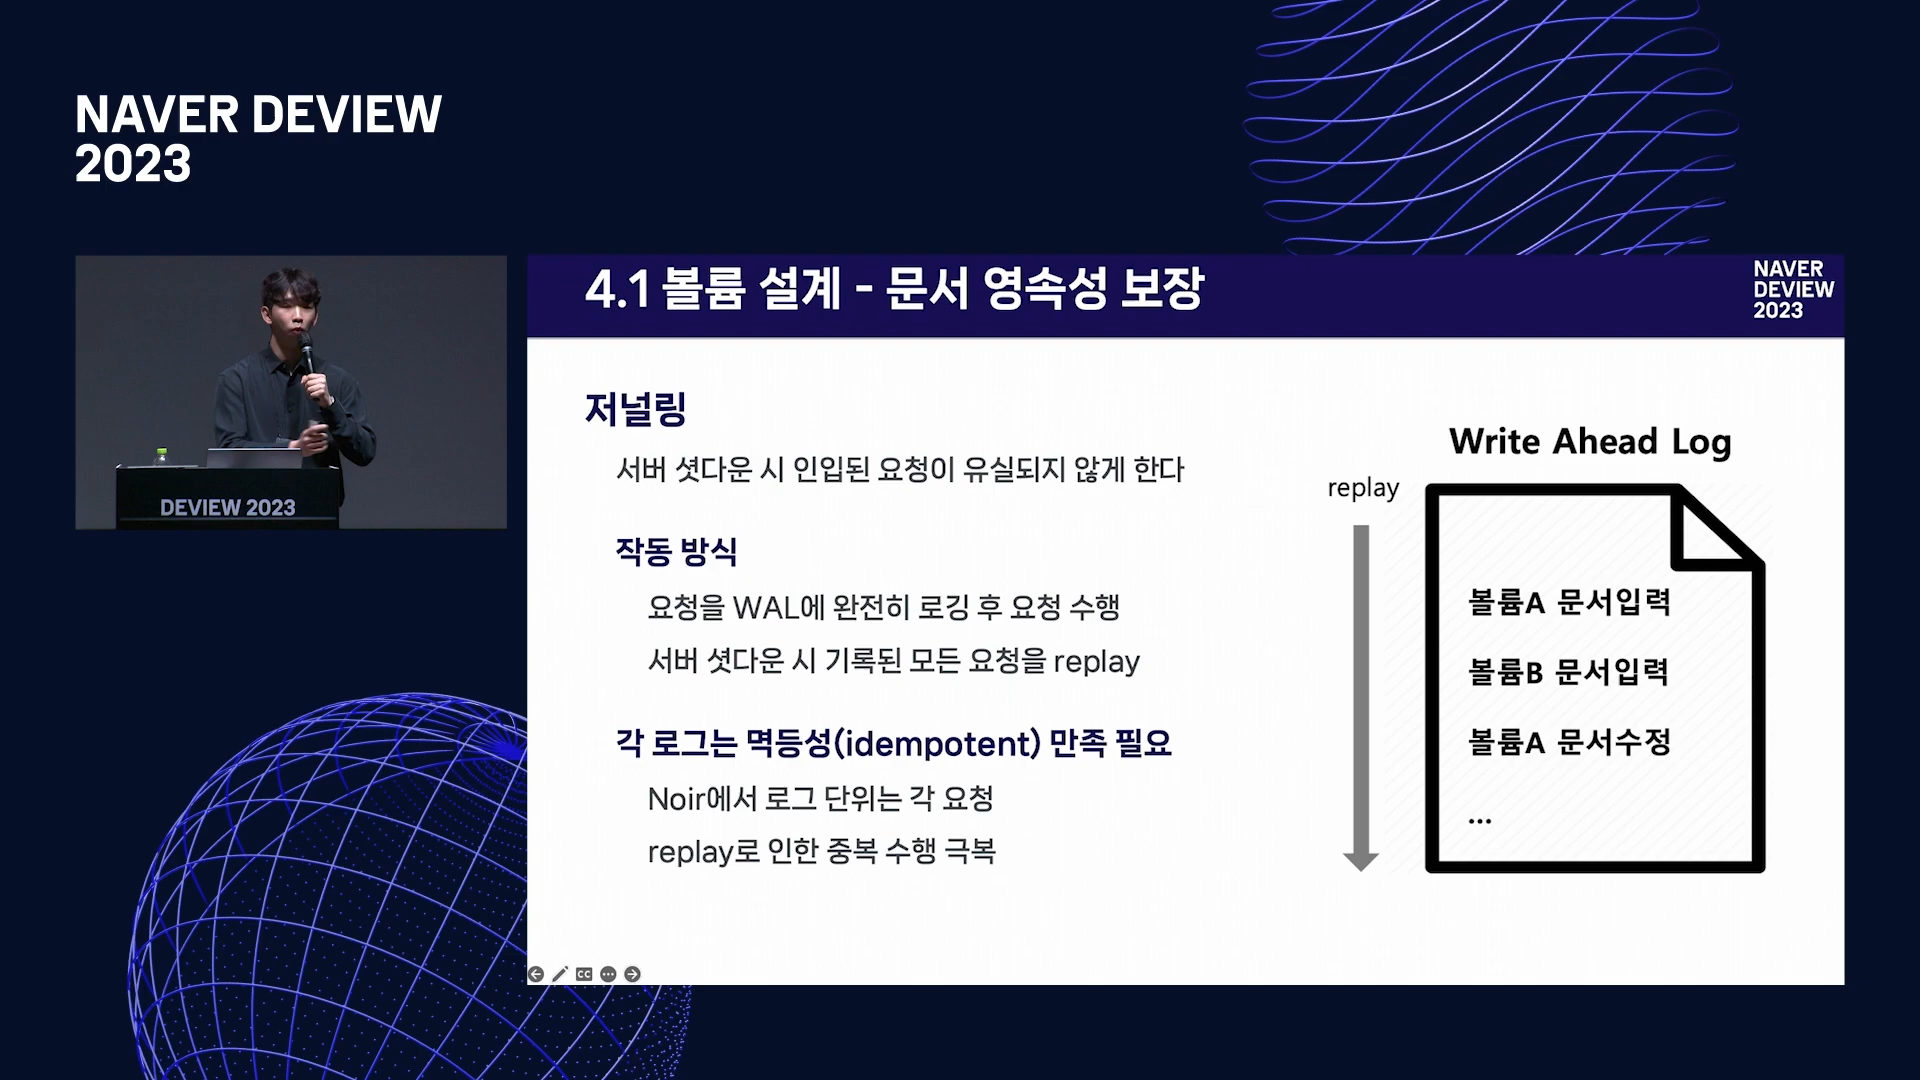 NAVER DEVIEW
2023
DEVIEW 2023
4.1 볼륨 설계 - 문서 영속성 보장
NAVER
DEVIEW
2023
저널링
서버 셧다운 시 인입된 요청이 유실되지 않게 한다
작동 방식
요청을 WAL에 완전히 로깅 후 요청 수행
서버 셧다운 시 기록된 모든 요청을 replay
각 로그는 멱등성(idempotent) 만족 필요
Noir에서 로그 단위는 각 요청
replay로 인한 중복 수행 극복
Write Ahead Log
replay
볼륨A 문서입력
볼륨B 문서입력
볼륨A 문서수정
...
CC